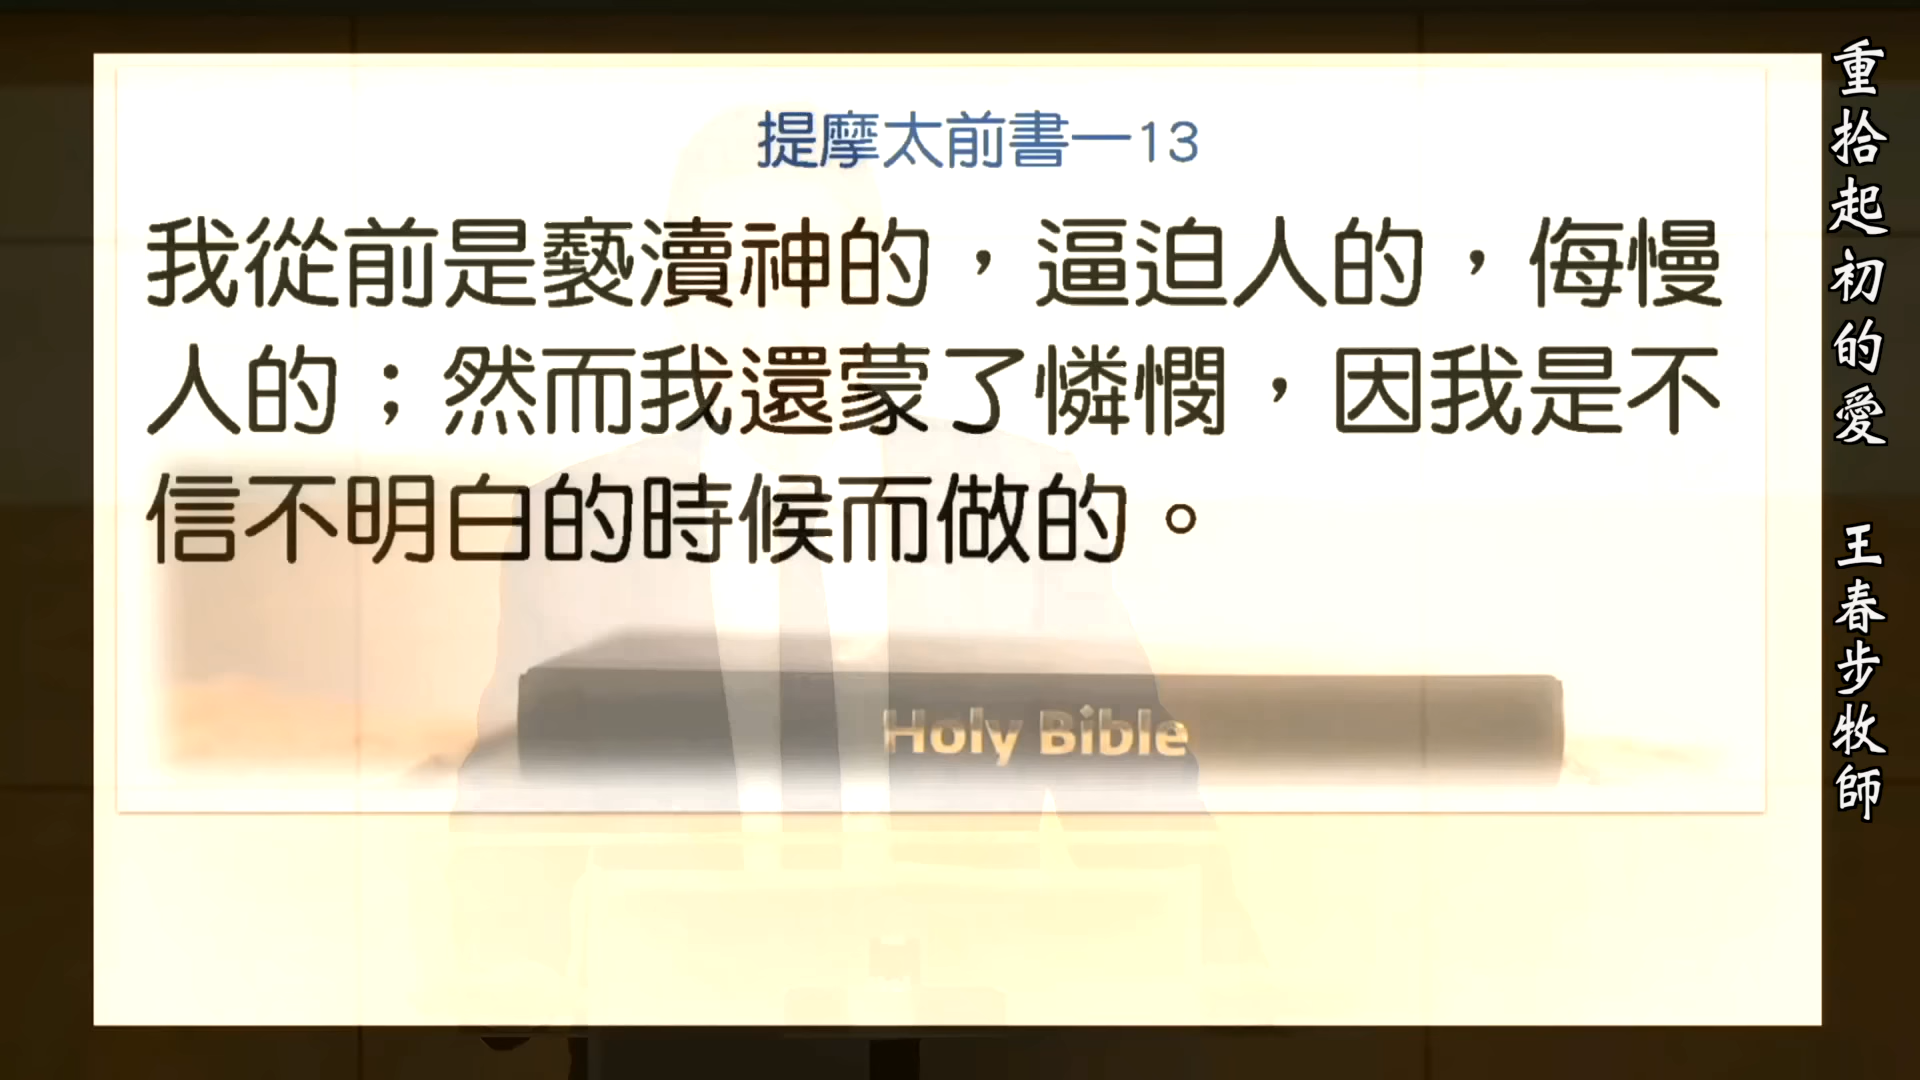 提摩太前書一13
我從前是褻瀆神的，逼迫人的，侮慢
人的；然而我還蒙了憐憫，因我是不
信不明白的時候而做的。
Holy Bible
重拾起初的愛 王春步牧師